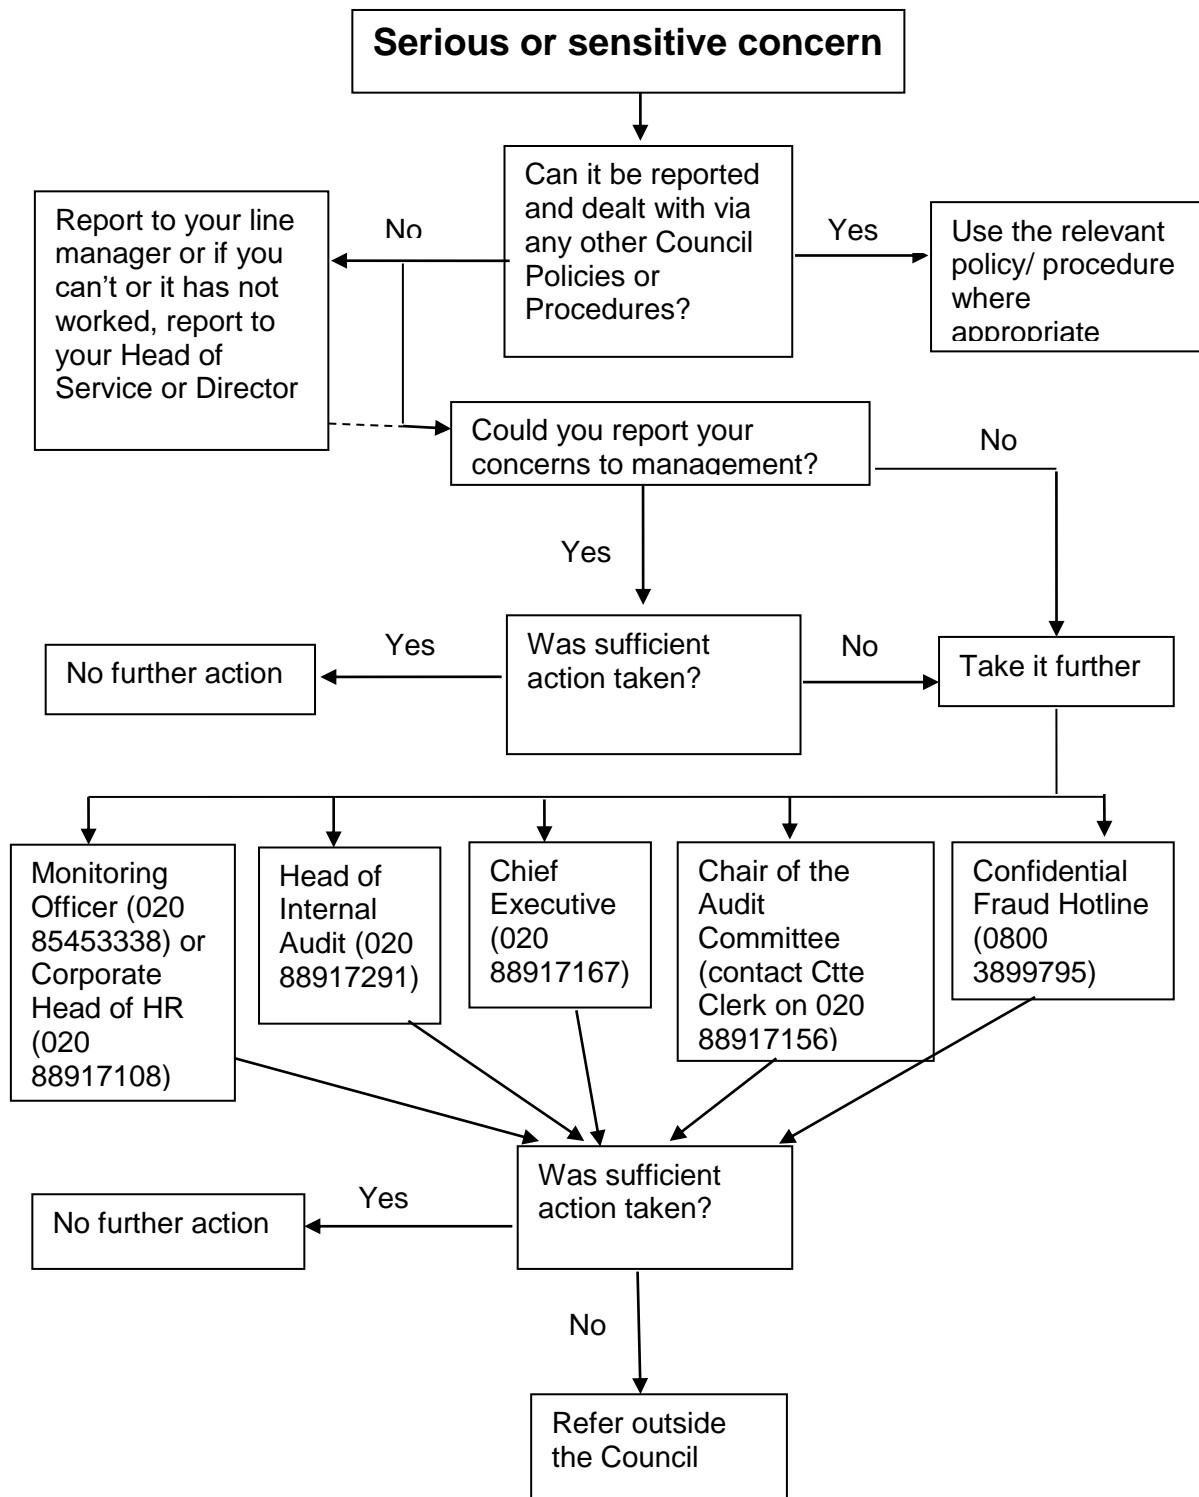 Serious or sensitive concern
Can it be reported
and dealt with via
any other Council
Policies or
Procedures?
No
Yes
Report to your line
manager or if you
can't or it has not
worked, report to
your Head of
Service or Director
Use the relevant
policy/ procedure
where
appropriate
Could you report your
concerns to management?
No
Yes
Was sufficient
action taken?
Yes
No
No further action
Take it further
Monitoring
Officer (020
85453338) or
Corporate
Head of HR
(020
88917108)
Head of
Internal
Audit (020
88917291)
Chief
Executive
(020
88917167)
Chair of the
Audit
Committee
(contact Ctte
Clerk on 020
88917156)
Confidential
Fraud Hotline
(0800
3899795)
Was sufficient
action taken?
Yes
No further action
No
Refer outside
the Council